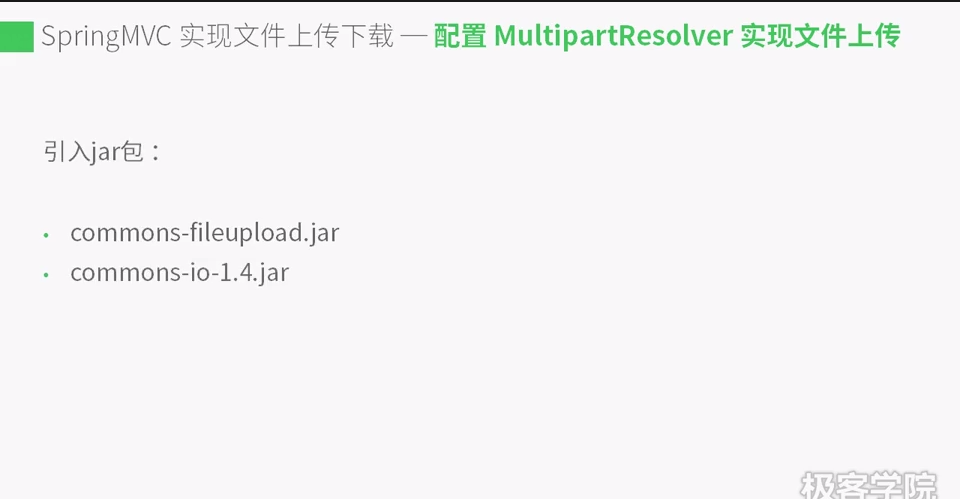 SpringMVC 实现文件上传下载 — 配置 MultipartResolver 实现文件上传
引入jar包：
• commons-fileupload.jar
• commons-io-1.4.jar
极客学院